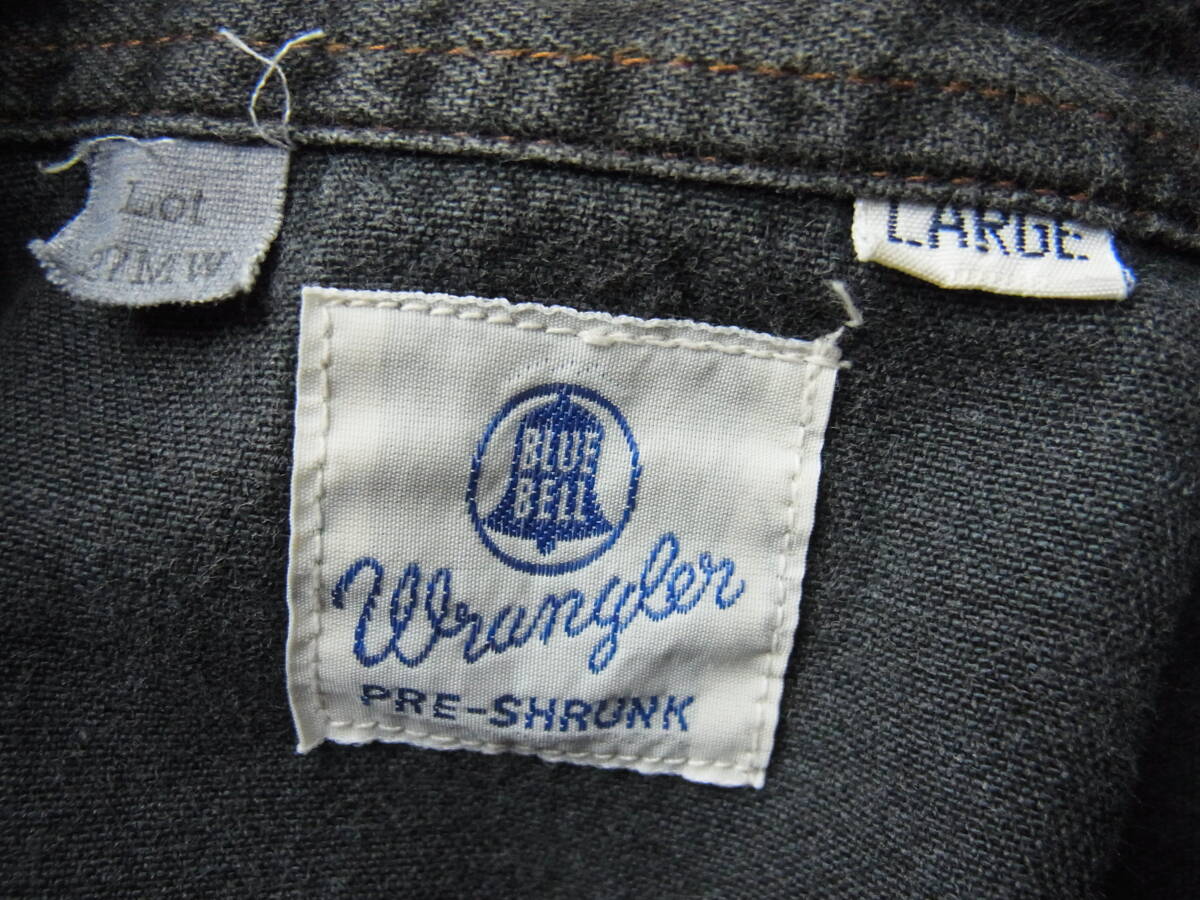 Lot
27MW
LARGE
BLUE
BELL
Wrangler
PRE-SHRUNK